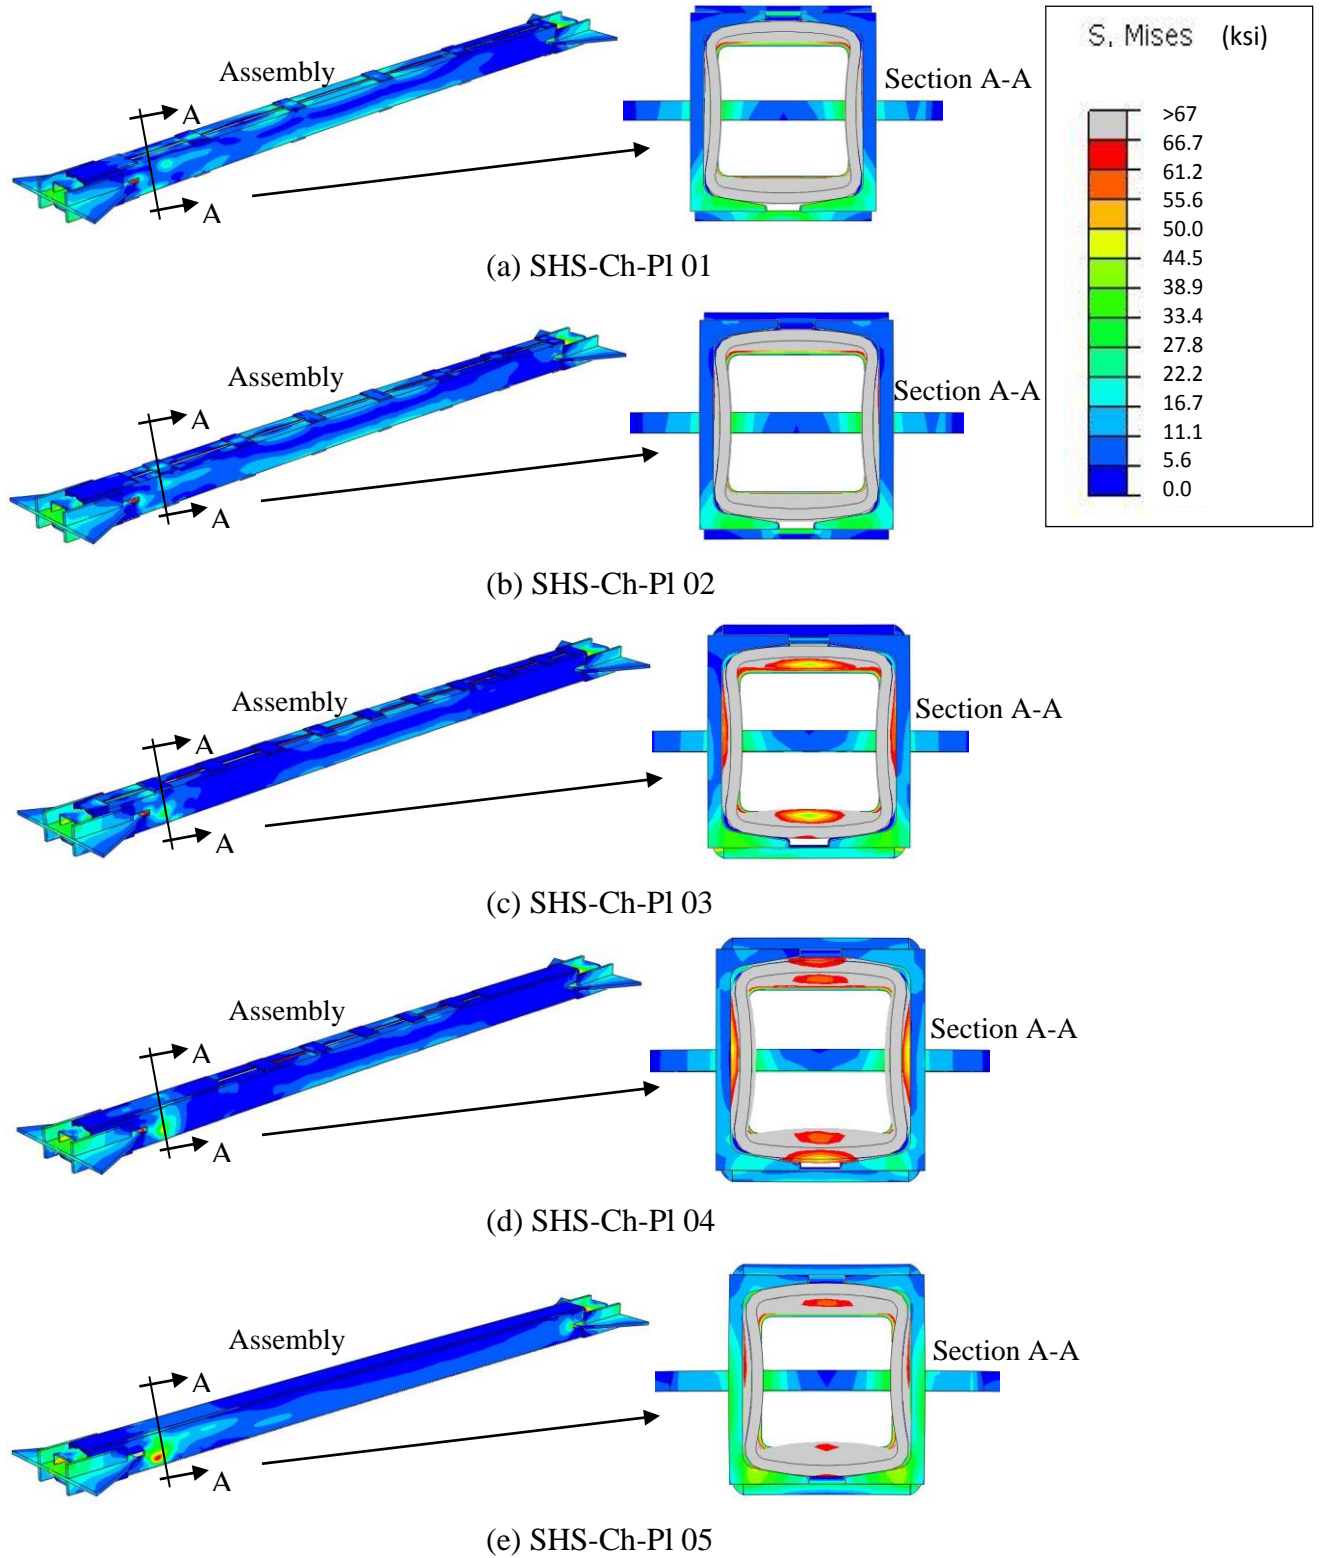 Assembly
A
A
Section A-A
S, Mises (ksi)
>67
66.7
61.2
55.6
50.0
44.5
38.9
33.4
27.8
22.2
16.7
11.1
5.6
0.0
(a) SHS-Ch-Pl 01
Assembly
A
A
Section A-A
(b) SHS-Ch-Pl 02
Assembly
A
A
Section A-A
(c) SHS-Ch-Pl 03
Assembly
A
A
Section A-A
(d) SHS-Ch-Pl 04
Assembly
A
A
Section A-A
(e) SHS-Ch-Pl 05